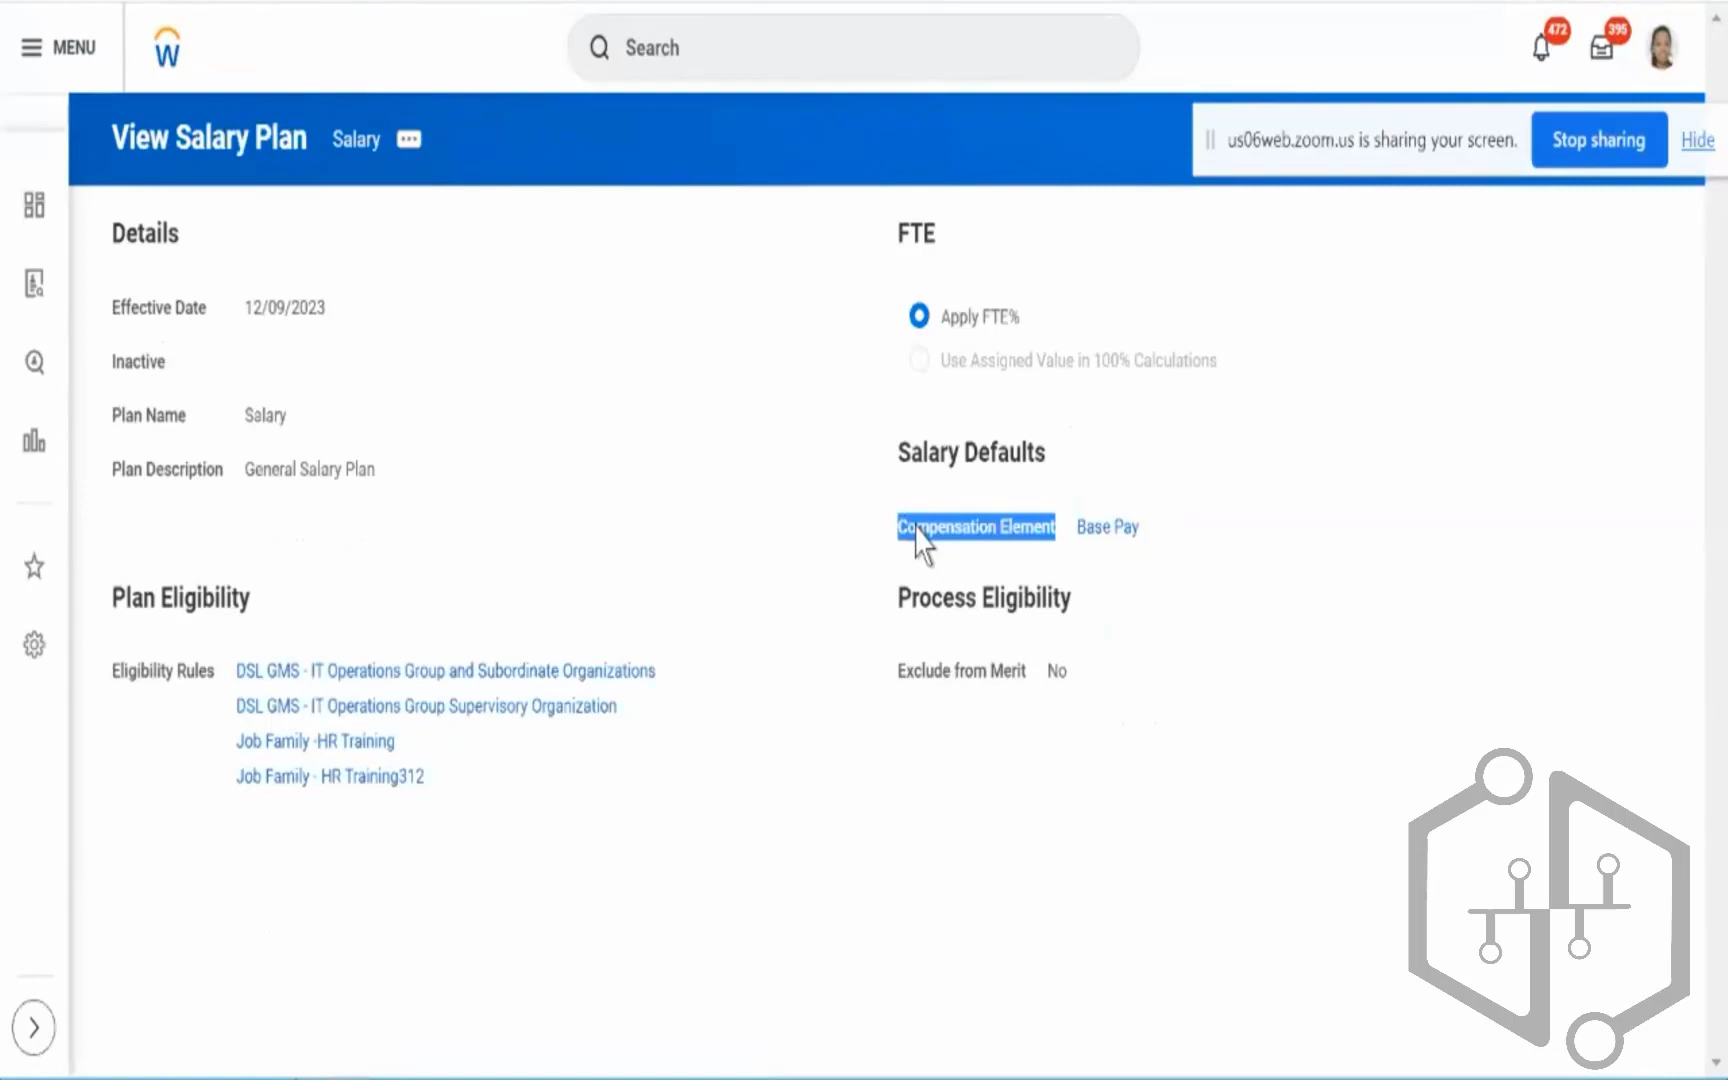 MENU
W
Search
472
395
View Salary Plan
Salary
us06web.zoom.us is sharing your screen.
Stop sharing
Hide
Details
Effective Date 12/09/2023
Inactive
Plan Name Salary
Plan Description General Salary Plan
FTE
Apply FTE%
Use Assigned Value in 100% Calculations
Salary Defaults
Compensation Element Base Pay
Plan Eligibility
Eligibility Rules DSL GMS - IT Operations Group and Subordinate Organizations
DSL GMS - IT Operations Group Supervisory Organization
Job Family -HR Training
Job Family - HR Training312
Process Eligibility
Exclude from Merit No